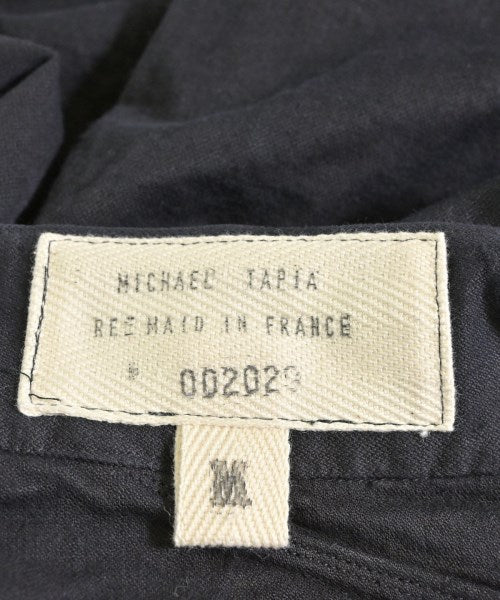 MICHAEL TAPIA
REE MAID IN FRANCE
002029
M